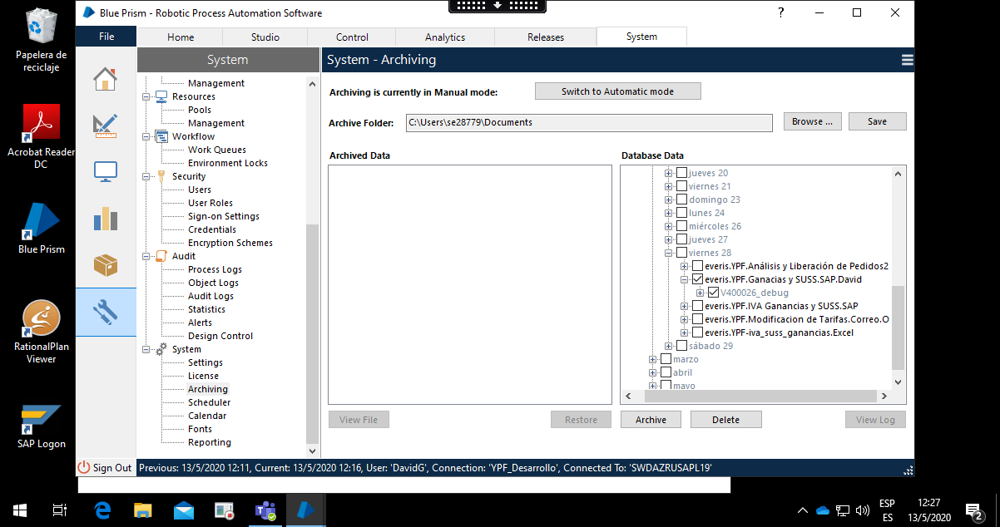 Papelera de
reciclaje
Acrobat Reader
DC
Blue Prism
RationalPlan
Viewer
SAP Logon
Blue Prism - Robotic Process Automation Software
?
File
Home
Studio
Control
Analytics
Releases
System
System
System - Archiving
Management
Resources
Pools
Management
Workflow
Work Queues
Environment Locks
Security
Users
User Roles
Sign-on Settings
Credentials
Encryption Schemes
Audit
Process Logs
Object Logs
Audit Logs
Statistics
Alerts
Design Control
System
Settings
License
Archiving
Scheduler
Calendar
Fonts
Reporting
Archiving is currently in Manual mode:
Switch to Automatic mode
Archive Folder:
C:\Users\se28779\Documents
Browse ...
Save
Archived Data
Database Data
jueves 20
viernes 21
domingo 23
lunes 24
miércoles 26
jueves 27
viernes 28
everis.YPF.Análisis y Liberación de Pedidos2
everis.YPF.Ganacias y SUSS.SAP.David
V400026_debug
everis.YPF.IVA Ganancias y SUSS.SAP
everis.YPF.Modificacion de Tarifas.Correo.O
everis.YPF-iva_suss_ganancias.Excel
sábado 29
marzo
abril
mayo
View File
Restore
Archive
Delete
View Log
Sign Out
Previous: 13/5/2020 12:11, Current: 13/5/2020 12:16, User: 'DavidG', Connection: 'YPF_Desarrollo', Connected To: 'SWDAZRUSAPL19'
ESP
ES
12:27
13/5/2020
2